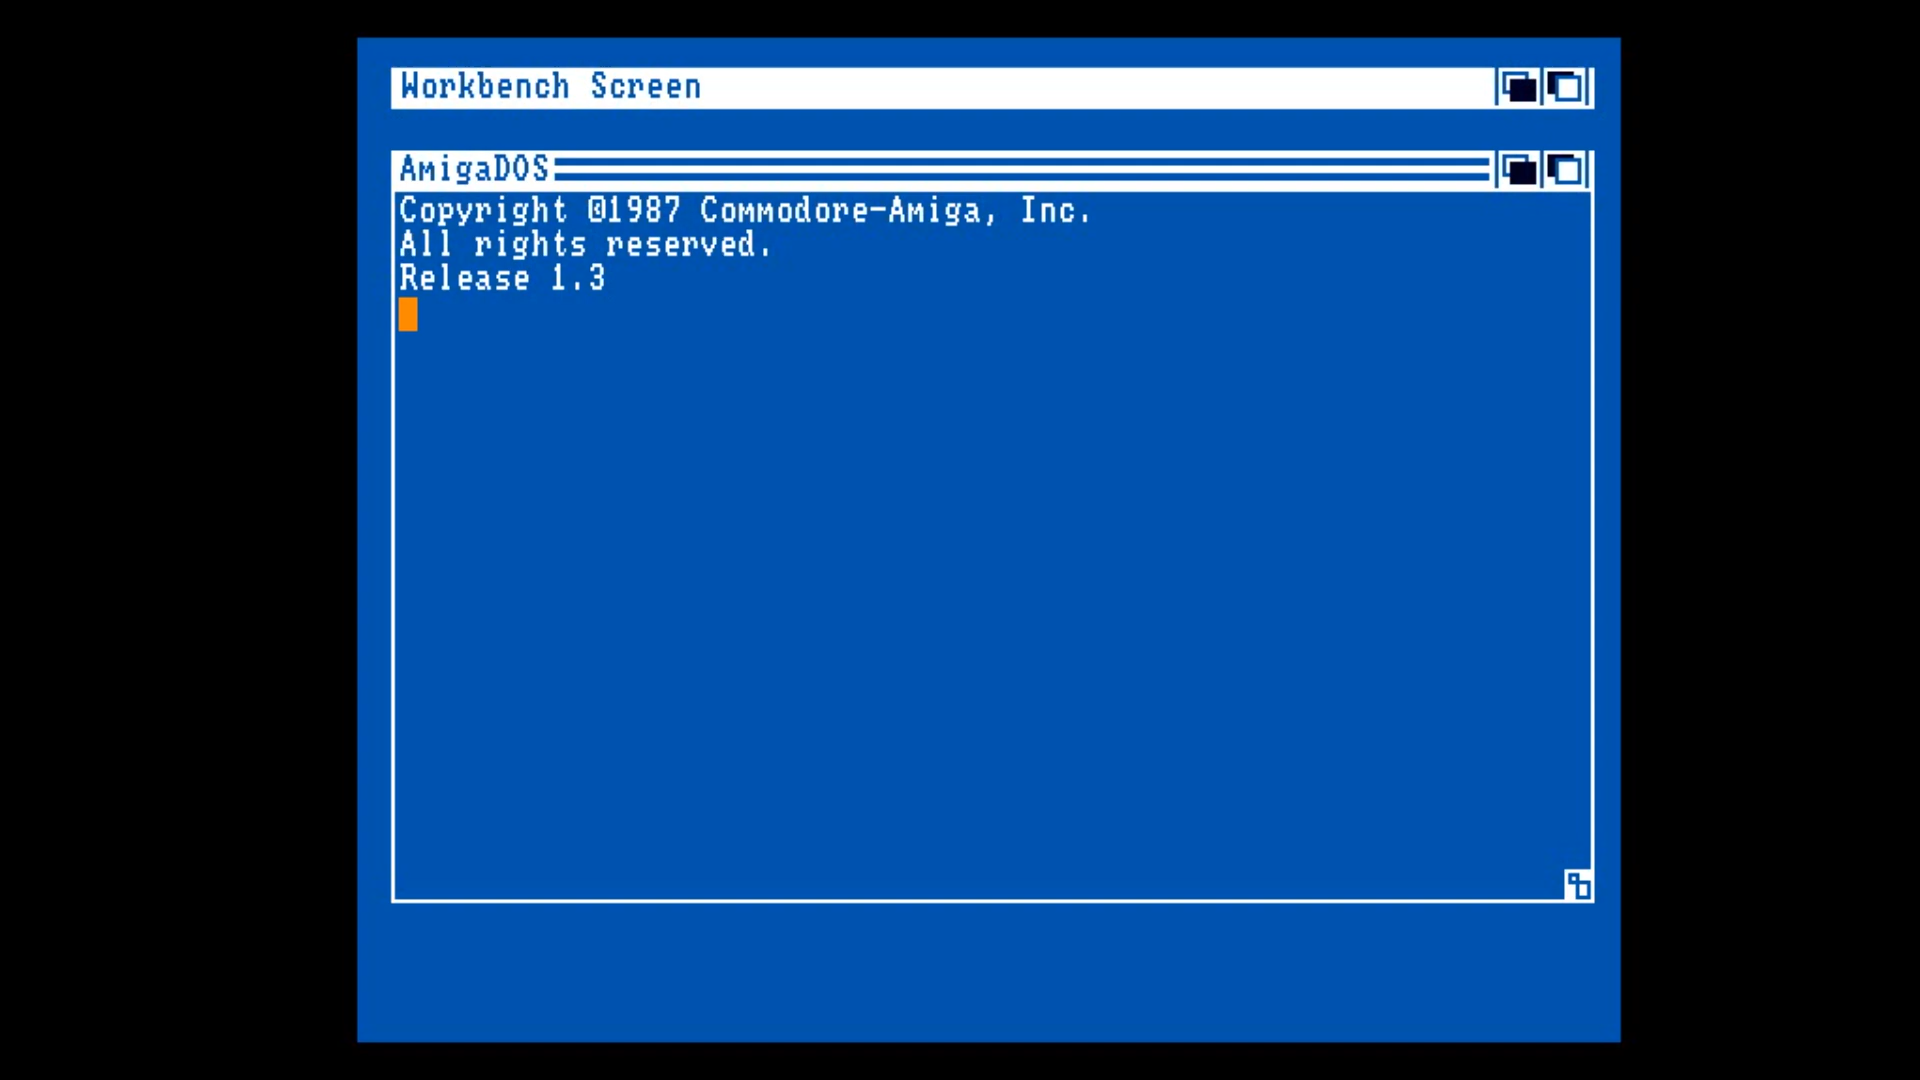 Workbench Screen
AmigaDOS
Copyright ©1987 Commodore-Amiga, Inc.
All rights reserved.
Release 1.3